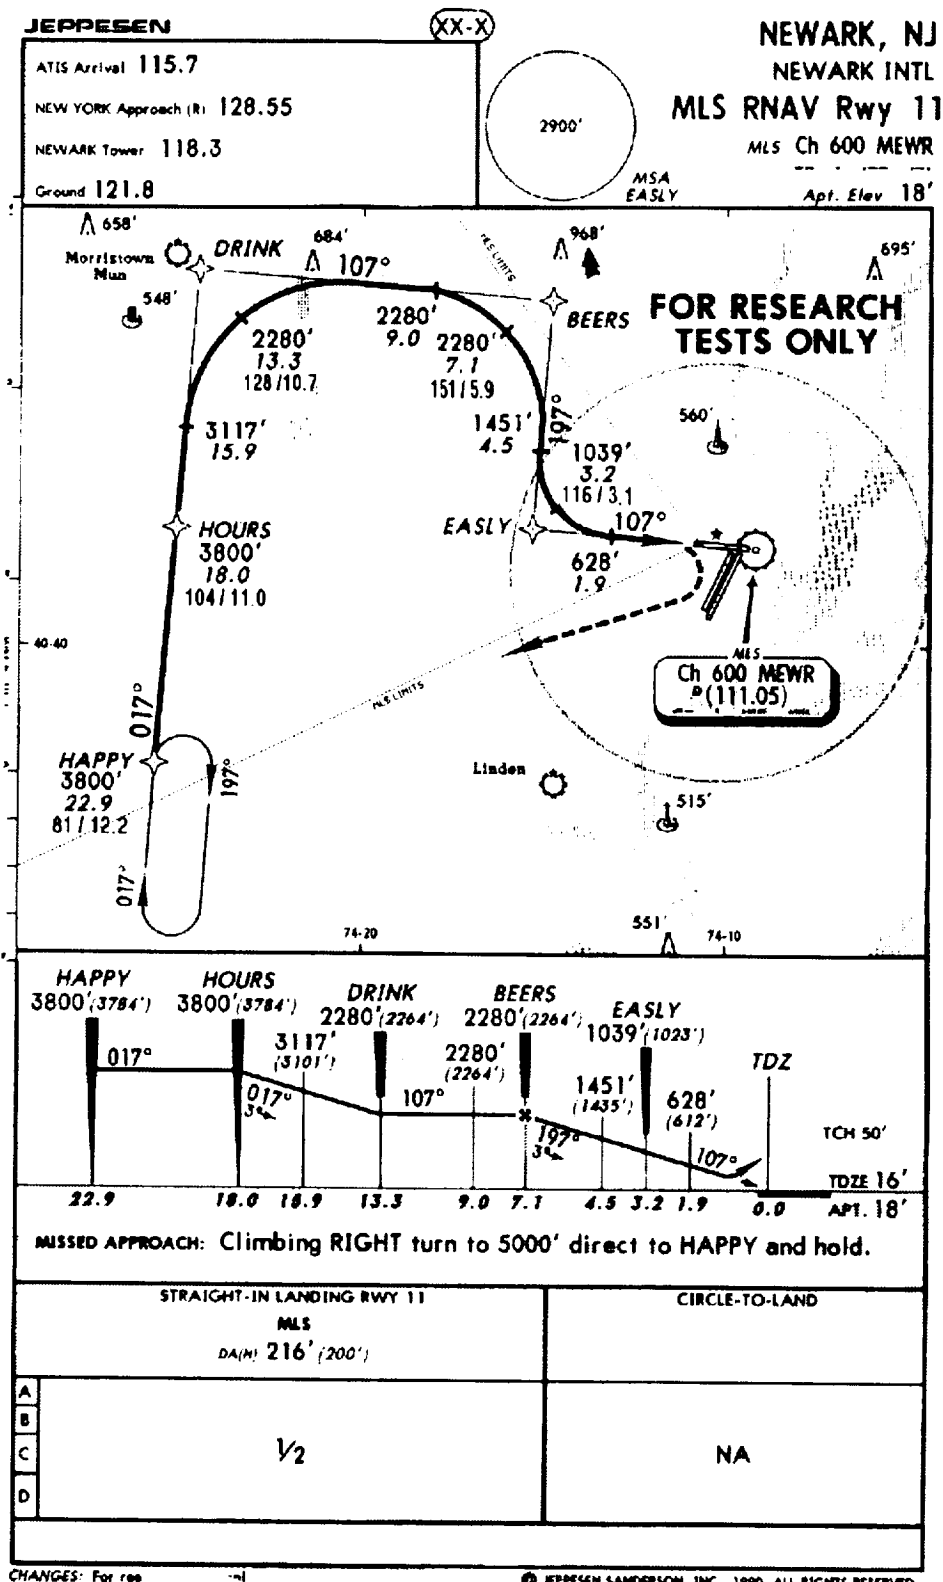 JEPPESEN
XX-X
NEWARK, NJ
NEWARK INTL
MLS RNAV Rwy 11
MLS Ch 600 MEWR
Apt. Elev 18'
ATIS Arrival 115.7
NEW YORK Approach (R) 128.55
NEWARK Tower 118.3
Ground 121.8
2900'
MSA
EASLY
658'
Morristown
Mun
DRINK
684'
107°
MLS LIMITS
968'
695'
548'
BEERS
FOR RESEARCH
TESTS ONLY
2280'
13.3
128/10.7
2280'
9.0
2280'
7.1
151/5.9
3117'
15.9
1451'
4.5
197°
560'
1039'
3.2
116/3.1
HOURS
3800'
18.0
104/11.0
EASLY
107°
628'
1.9
40-40
MLS
Ch 600 MEWR
P(111.05)
MLS LIMITS
017°
HAPPY
3800'
22.9
81/12.2
197°
017°
Linden
515'
551'
74-20
74-10
HAPPY
3800'(3784')
HOURS
3800'(3784')
DRINK
2280'(2264')
BEERS
2280'(2264')
EASLY
1039'(1023')
TDZ
3117'
(3101')
2280'
(2264')
1451'
(1435')
628'
(612')
017°
017°
3°
107°
197°
3°
107°
TCH 50'
TDZE 16'
APT. 18'
22.9 18.0 15.9 13.3 9.0 7.1 4.5 3.2 1.9 0.0
MISSED APPROACH: Climbing RIGHT turn to 5000' direct to HAPPY and hold.
STRAIGHT-IN LANDING RWY 11
MLS
DA(H) 216'(200')
CIRCLE-TO-LAND
A
B
C
D
1/2
NA
CHANGES: For
© JEPPESEN SANDERSON, INC., 1990. ALL RIGHTS RESERVED.